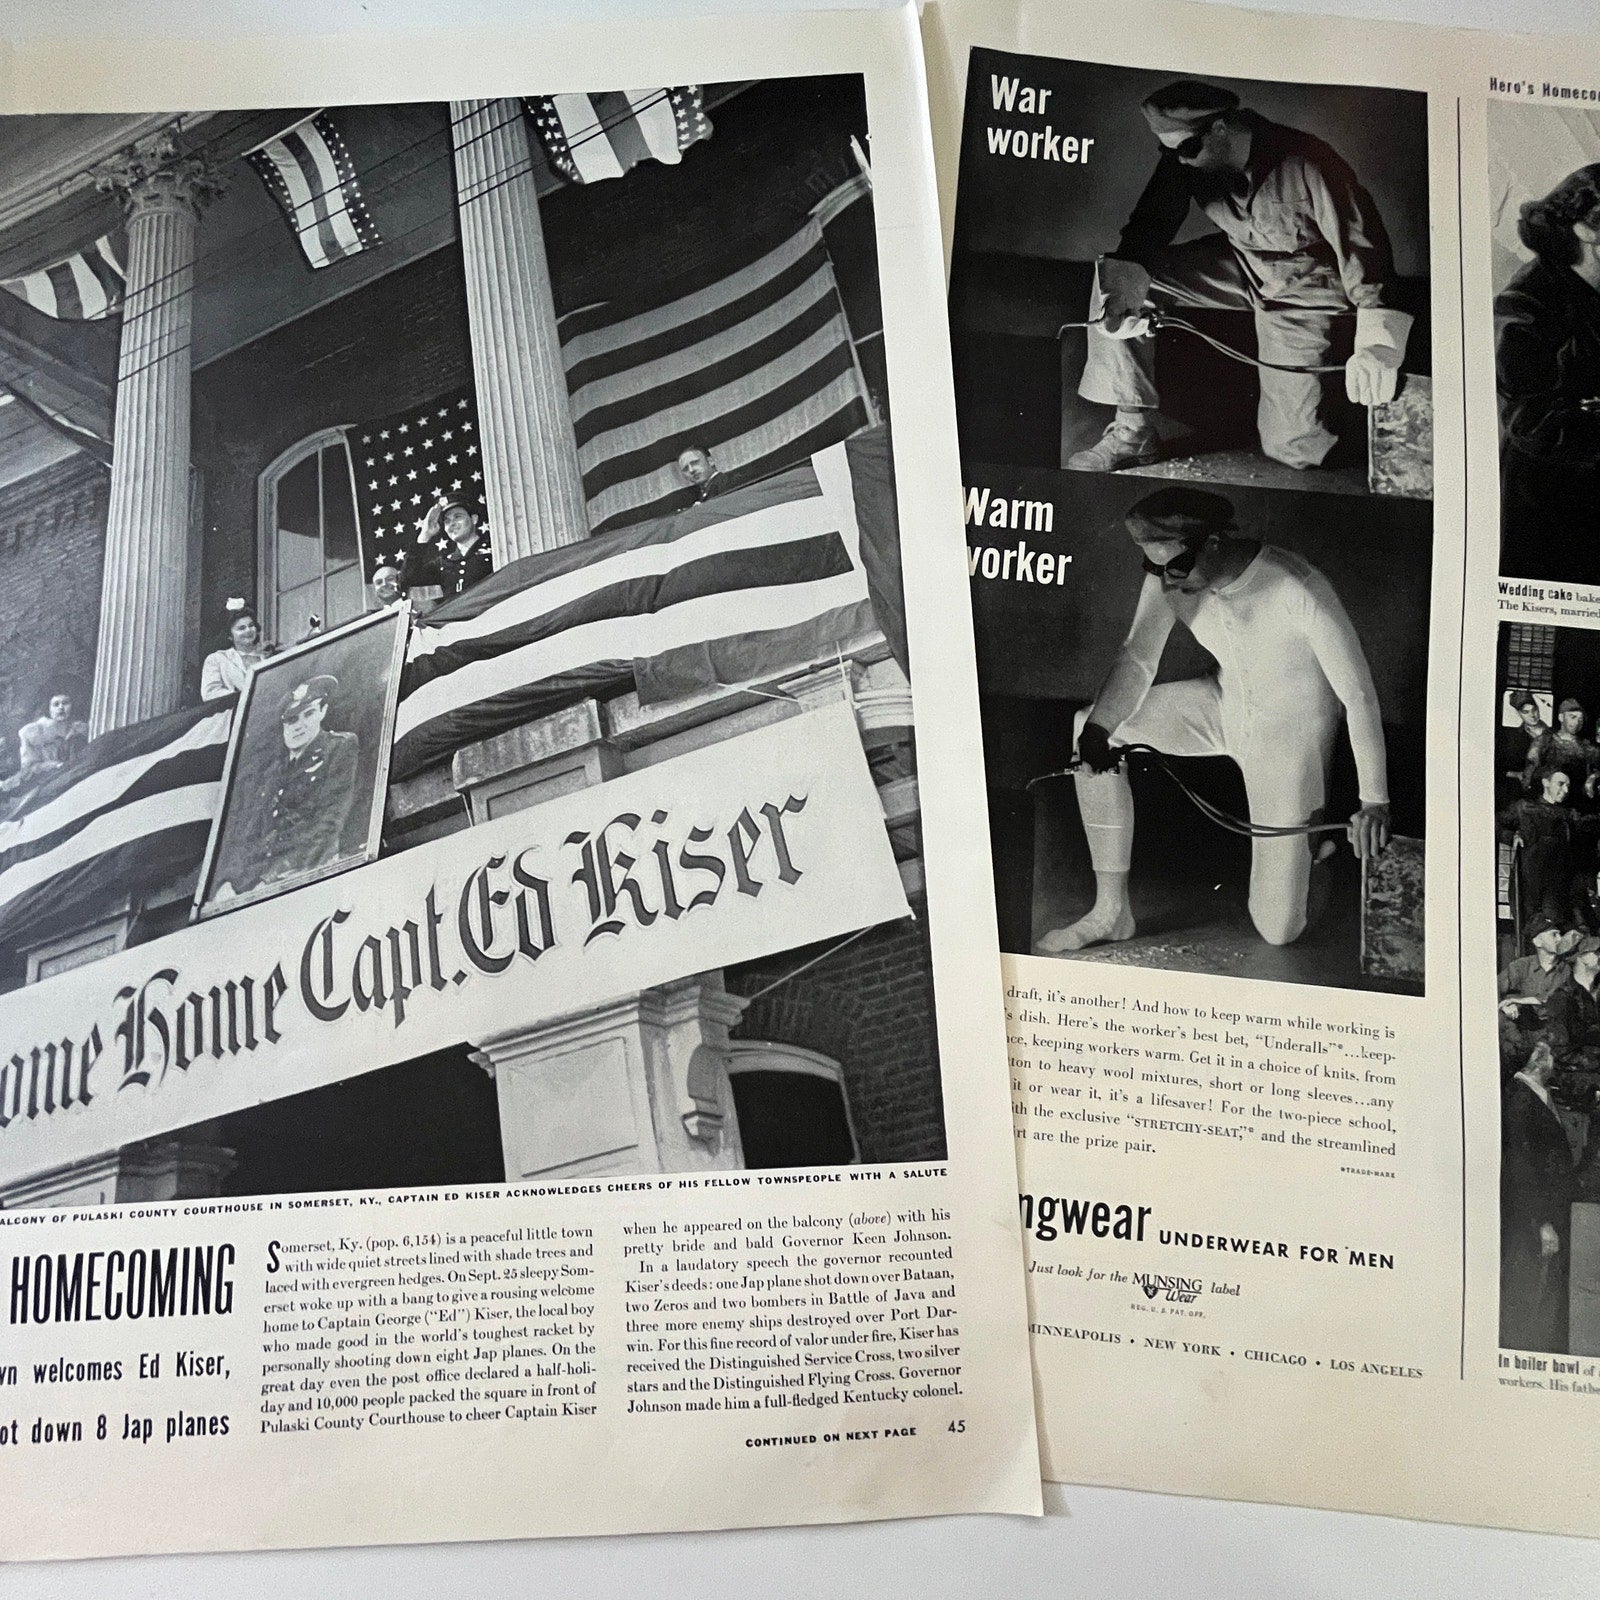 ome Home Capt. Ed Kiser
ALCONY OF PULASKI COUNTY COURTHOUSE IN SOMERSET, KY., CAPTAIN ED KISER ACKNOWLEDGES CHEERS OF HIS FELLOW TOWNSPEOPLE WITH A SALUTE
HOMECOMING
wn welcomes Ed Kiser,
ot down 8 Jap planes
Somerset, Ky. (pop. 6,154) is a peaceful little town
with wide quiet streets lined with shade trees and
laced with evergreen hedges. On Sept. 25 sleepy Som-
erset woke up with a bang to give a rousing welcome
home to Captain George ("Ed") Kiser, the local boy
who made good in the world's toughest racket by
personally shooting down eight Jap planes. On the
great day even the post office declared a half-holi-
day and 10,000 people packed the square in front of
Pulaski County Courthouse to cheer Captain Kiser
when he appeared on the balcony (above) with his
pretty bride and bald Governor Keen Johnson.
In a laudatory speech the governor recounted
Kiser's deeds: one Jap plane shot down over Bataan,
two Zeros and two bombers in Battle of Java and
three more enemy ships destroyed over Port Dar-
win. For this fine record of valor under fire, Kiser has
received the Distinguished Service Cross, two silver
stars and the Distinguished Flying Cross. Governor
Johnson made him a full-fledged Kentucky colonel.
CONTINUED ON NEXT PAGE 45
War
worker
Warm
worker
draft, it's another! And how to keep warm while working is
's dish. Here's the worker's best bet, "Underalls"*...keep-
nce, keeping workers warm. Get it in a choice of knits, from
tton to heavy wool mixtures, short or long sleeves...any
it or wear it, it's a lifesaver! For the two-piece school,
ith the exclusive "STRETCHY-SEAT,"* and the streamlined
irt are the prize pair.
*TRADE-MARK
ngwear UNDERWEAR FOR MEN
Just look for the MUNSING Wear label
REG. U. S. PAT. OFF.
MINNEAPOLIS • NEW YORK • CHICAGO • LOS ANGELES
Hero's Homeco
Wedding cake bake
The Kisers, married
In boiler bowl of
workers. His fathe